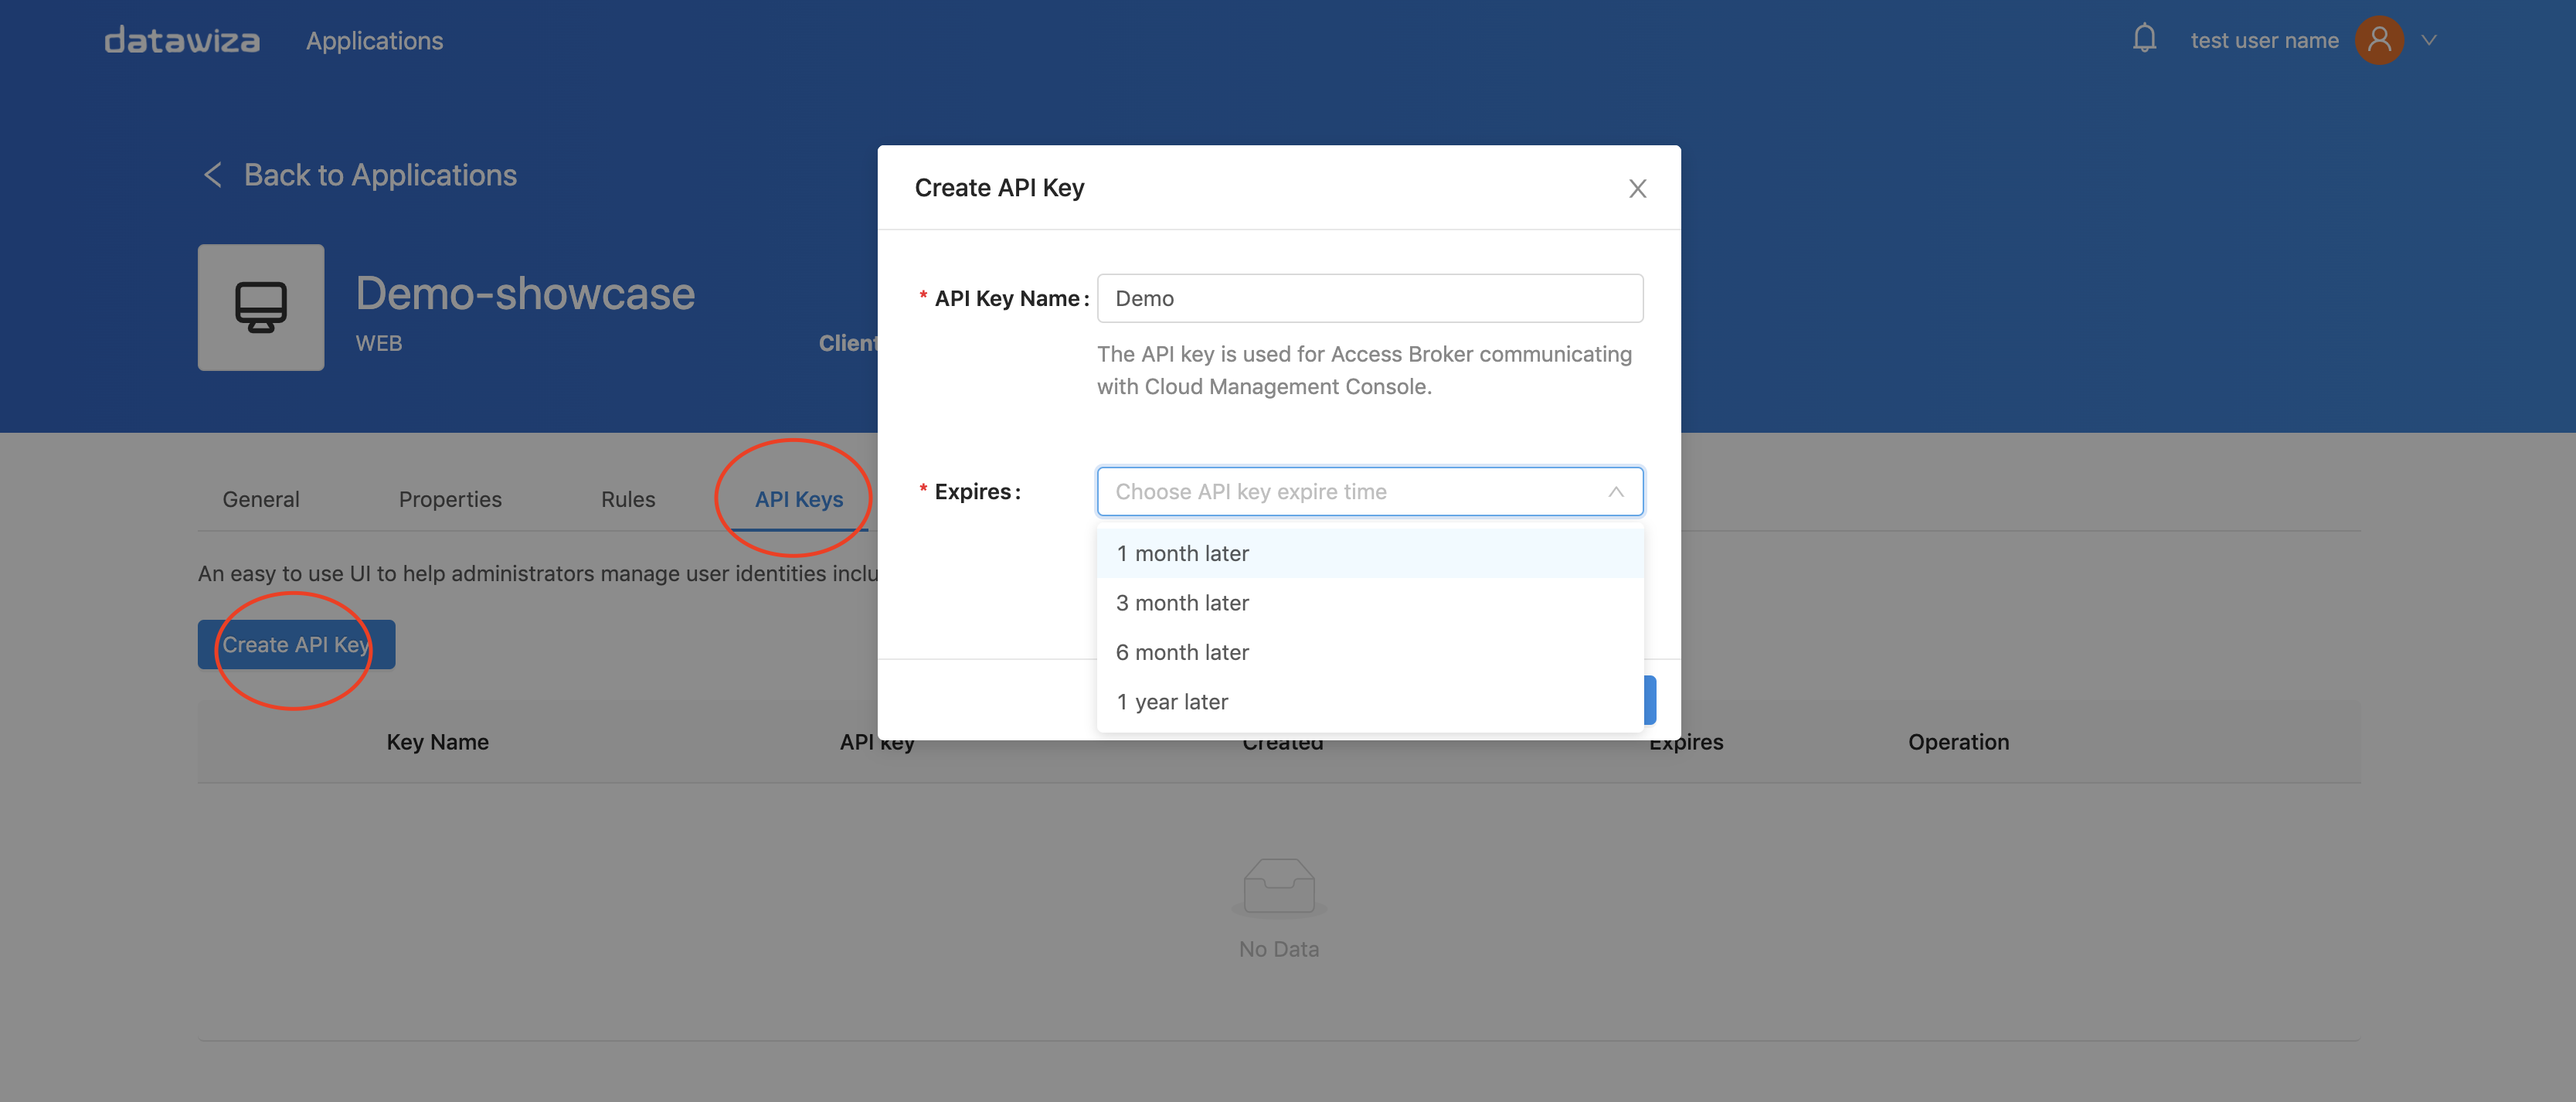 datawiza
Applications
test user name
Back to Applications
Demo-showcase
WEB
Client
Create API Key
* API Key Name:
Demo
The API key is used for Access Broker communicating
with Cloud Management Console.
* Expires:
Choose API key expire time
1 month later
3 month later
6 month later
1 year later
General
Properties
Rules
API Keys
An easy to use UI to help administrators manage user identities
Create API Key
Key Name
API key
Created
Expires
Operation
No Data